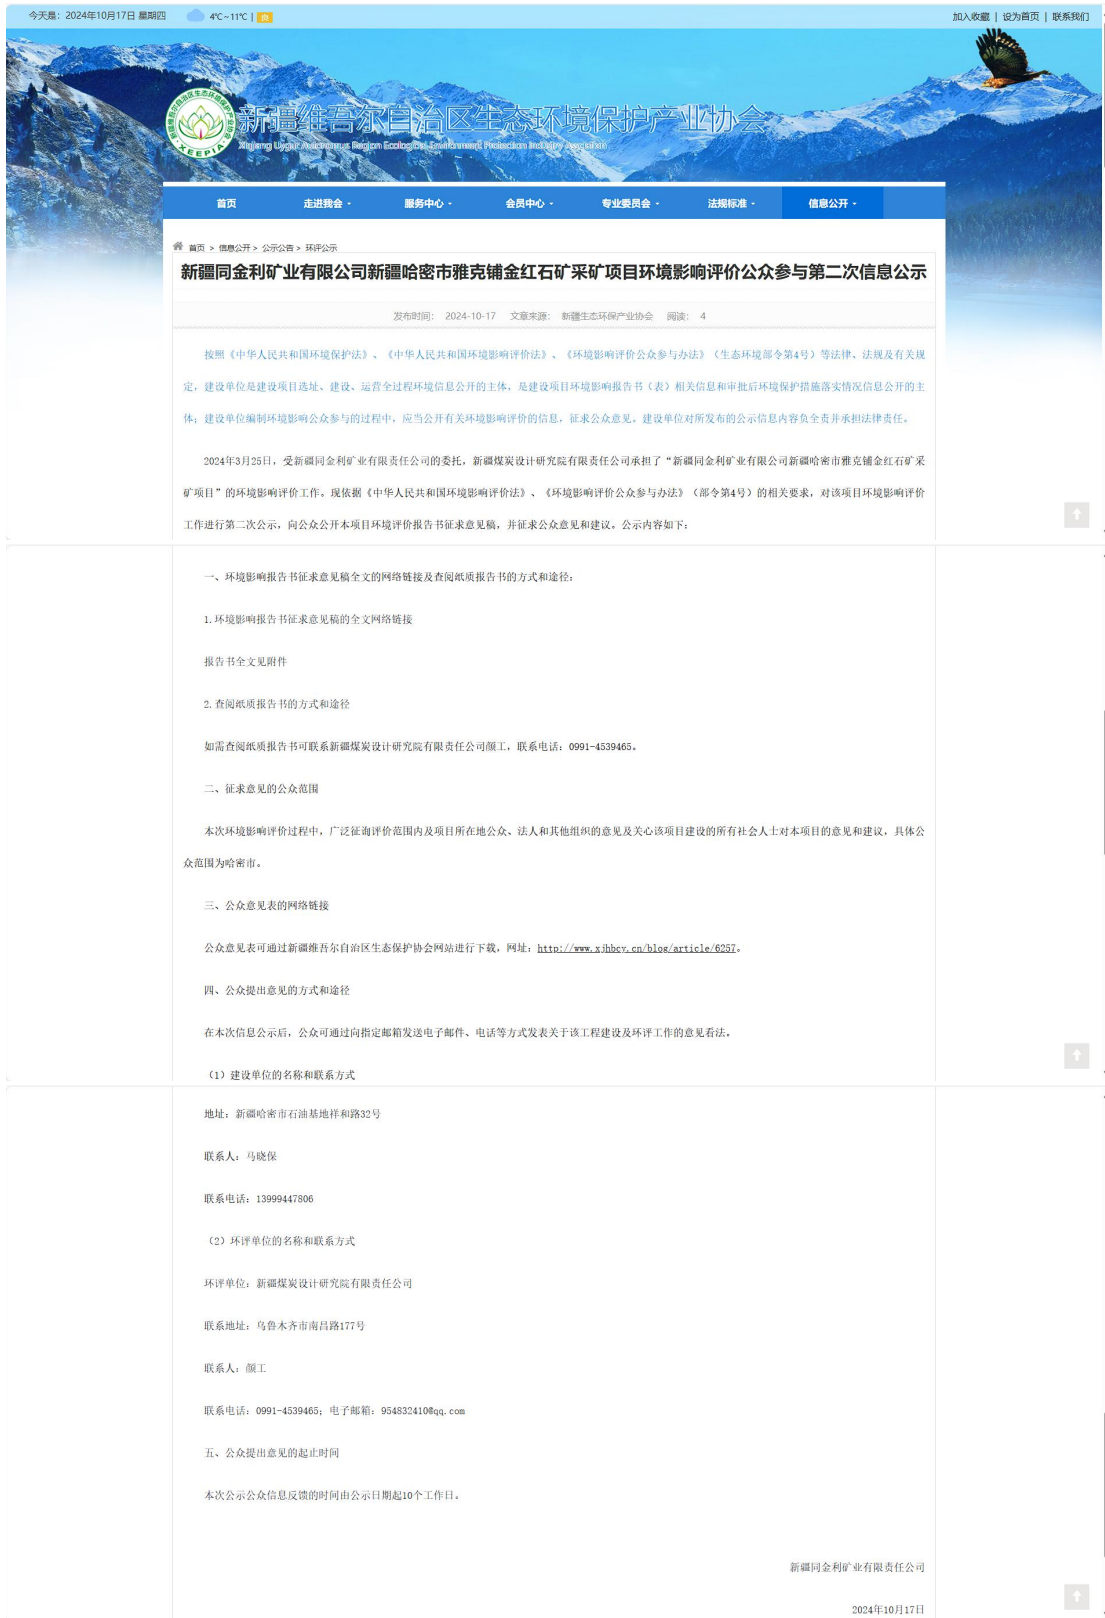 今天是：2024年10月17日 星期四
4℃~11℃ | 良
加入收藏 | 设为首页 | 联系我们
新疆维吾尔自治区生态环境保护产业协会
Xinjiang Uygur Autonomous Region Ecological Environment Protection Industry Association
XEEPIA
首页 走进我会 服务中心 会员中心 专业委员会 法规标准 信息公开
首页 > 信息公开 > 公示公告 > 环评公示
新疆同金利矿业有限公司新疆哈密市雅克铺金红石矿采矿项目环境影响评价公众参与第二次信息公示
发布时间： 2024-10-17 文章来源： 新疆生态环保产业协会 阅读： 4
按照《中华人民共和国环境保护法》、《中华人民共和国环境影响评价法》、《环境影响评价公众参与办法》（生态环境部令第4号）等法律、法规及有关规
定，建设单位是建设项目选址、建设、运营全过程环境信息公开的主体，是建设项目环境影响报告书（表）相关信息和审批后环境保护措施落实情况信息公开的主
体；建设单位编制环境影响公众参与的过程中，应当公开有关环境影响评价的信息，征求公众意见。建设单位对所发布的公示信息内容负全责并承担法律责任。
2024年3月25日，受新疆同金利矿业有限责任公司的委托，新疆煤炭设计研究院有限责任公司承担了“新疆同金利矿业有限公司新疆哈密市雅克铺金红石矿采
矿项目”的环境影响评价工作。现依据《中华人民共和国环境影响评价法》、《环境影响评价公众参与办法》（部令第4号）的相关要求，对该项目环境影响评价
工作进行第二次公示，向公众公开本项目环境评价报告书征求意见稿，并征求公众意见和建议。公示内容如下：
一、环境影响报告书征求意见稿全文的网络链接及查阅纸质报告书的方式和途径：
1.环境影响报告书征求意见稿的全文网络链接
报告书全文见附件
2.查阅纸质报告书的方式和途径
如需查阅纸质报告书可联系新疆煤炭设计研究院有限责任公司颜工，联系电话：0991-4539465。
二、征求意见的公众范围
本次环境影响评价过程中，广泛征询评价范围内及项目所在地公众、法人和其他组织的意见及关心该项目建设的所有社会人士对本项目的意见和建议，具体公
众范围为哈密市。
三、公众意见表的网络链接
公众意见表可通过新疆维吾尔自治区生态保护协会网站进行下载，网址：http://www.xjhbcy.cn/blog/article/6257。
四、公众提出意见的方式和途径
在本次信息公示后，公众可通过向指定邮箱发送电子邮件、电话等方式发表关于该工程建设及环评工作的意见看法。
（1）建设单位的名称和联系方式
地址：新疆哈密市石油基地祥和路32号
联系人：马晓保
联系电话：13999447806
（2）环评单位的名称和联系方式
环评单位：新疆煤炭设计研究院有限责任公司
联系地址：乌鲁木齐市南昌路177号
联系人：颜工
联系电话：0991-4539465；电子邮箱：954832410@qq.com
五、公众提出意见的起止时间
本次公示公众信息反馈的时间由公示日期起10个工作日。
新疆同金利矿业有限责任公司
2024年10月17日